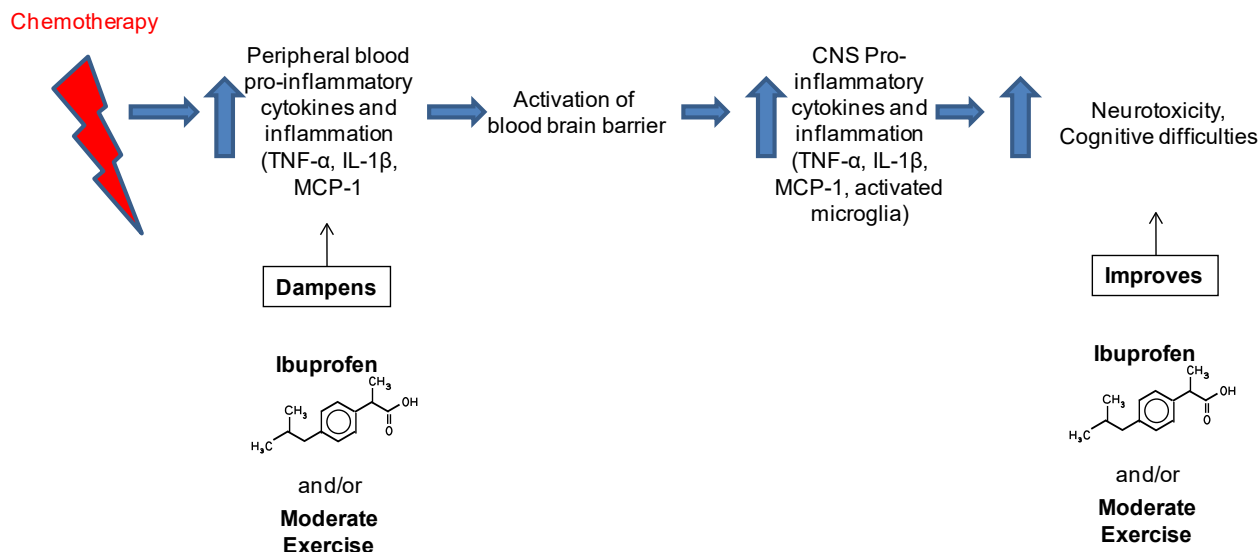 Chemotherapy
Peripheral blood
pro-inflammatory
cytokines and
inflammation
(TNF-α, IL-1β,
MCP-1
Activation of
blood brain barrier
CNS Pro-
inflammatory
cytokines and
inflammation
(TNF-α, IL-1β,
MCP-1, activated
microglia)
Neurotoxicity,
Cognitive difficulties
Dampens
Ibuprofen
CH₃
CH₃
OH
O
H₃C
and/or
Moderate
Exercise
Improves
Ibuprofen
CH₃
CH₃
OH
O
H₃C
and/or
Moderate
Exercise